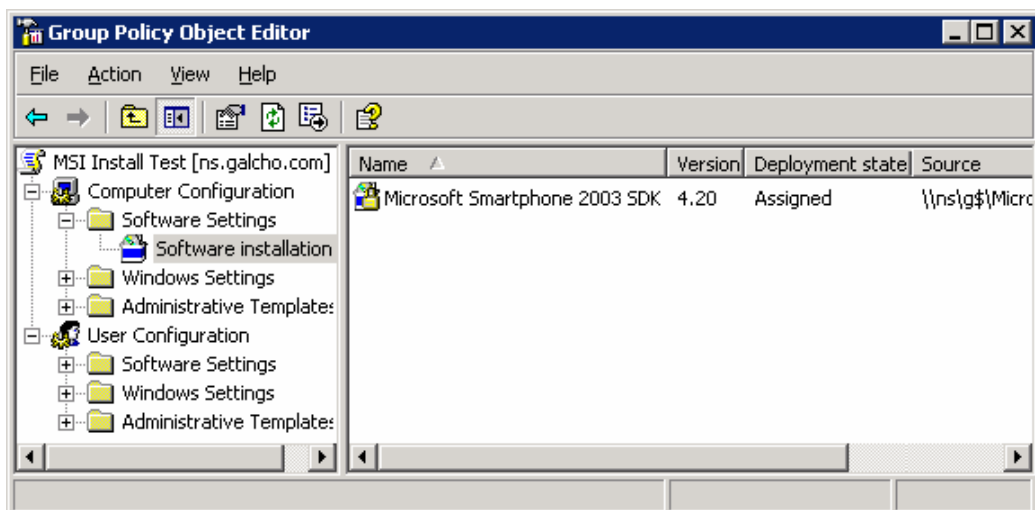 Group Policy Object Editor
File Action View Help
MSI Install Test [ns.galcho.com]
Computer Configuration
Software Settings
Software installation
Windows Settings
Administrative Templates
User Configuration
Software Settings
Windows Settings
Administrative Templates
Name Version Deployment state Source
Microsoft Smartphone 2003 SDK 4.20 Assigned \\ns\g$\Micro